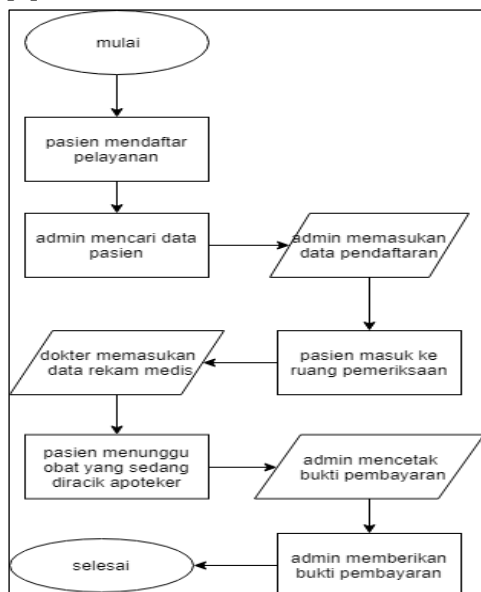 mulai
pasien mendaftar
pelayanan
admin mencari data
pasien
admin memasukan
data pendaftaran
pasien masuk ke
ruang pemeriksaan
dokter memasukan
data rekam medis
pasien menunggu
obat yang sedang
diracik apoteker
admin mencetak
bukti pembayaran
admin memberikan
bukti pembayaran
selesai